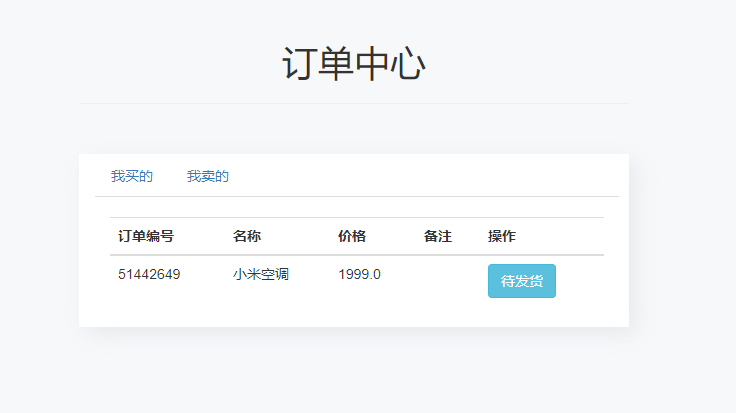 订单中心
我买的 我卖的
订单编号 名称 价格 备注 操作
51442649 小米空调 1999.0 待发货